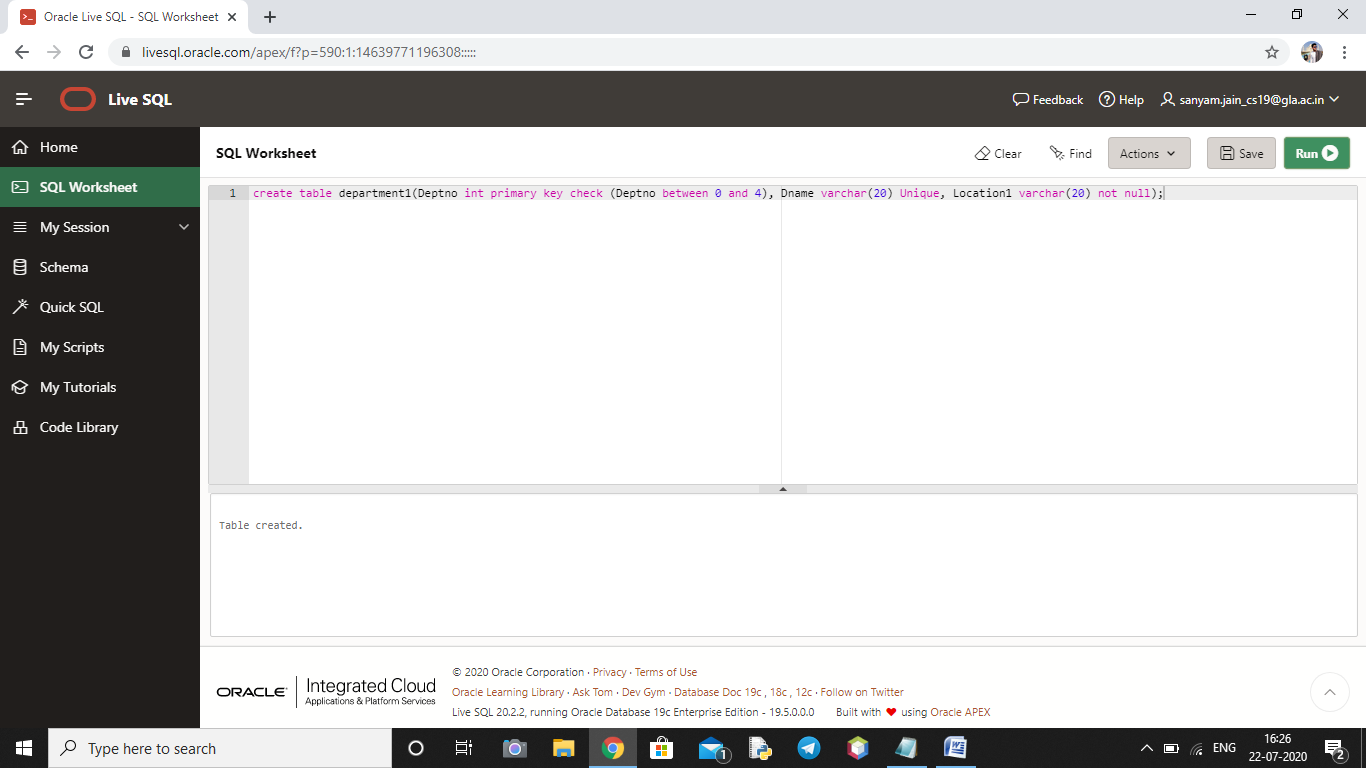 Oracle Live SQL - SQL Worksheet
livesql.oracle.com/apex/f?p=590:1:14639771196308:::::
Live SQL
Feedback
Help
sanyam.jain_cs19@gla.ac.in
Home
SQL Worksheet
My Session
Schema
Quick SQL
My Scripts
My Tutorials
Code Library
SQL Worksheet
Clear
Find
Actions
Save
Run
1 create table department1(Deptno int primary key check (Deptno between 0 and 4), Dname varchar(20) Unique, Location1 varchar(20) not null);
Table created.
ORACLE
Integrated Cloud
Applications & Platform Services
© 2020 Oracle Corporation · Privacy · Terms of Use
Oracle Learning Library · Ask Tom · Dev Gym · Database Doc 19c , 18c , 12c · Follow on Twitter
Live SQL 20.2.2, running Oracle Database 19c Enterprise Edition - 19.5.0.0.0 Built with ❤ using Oracle APEX
Type here to search
1
ENG
16:26
22-07-2020
2